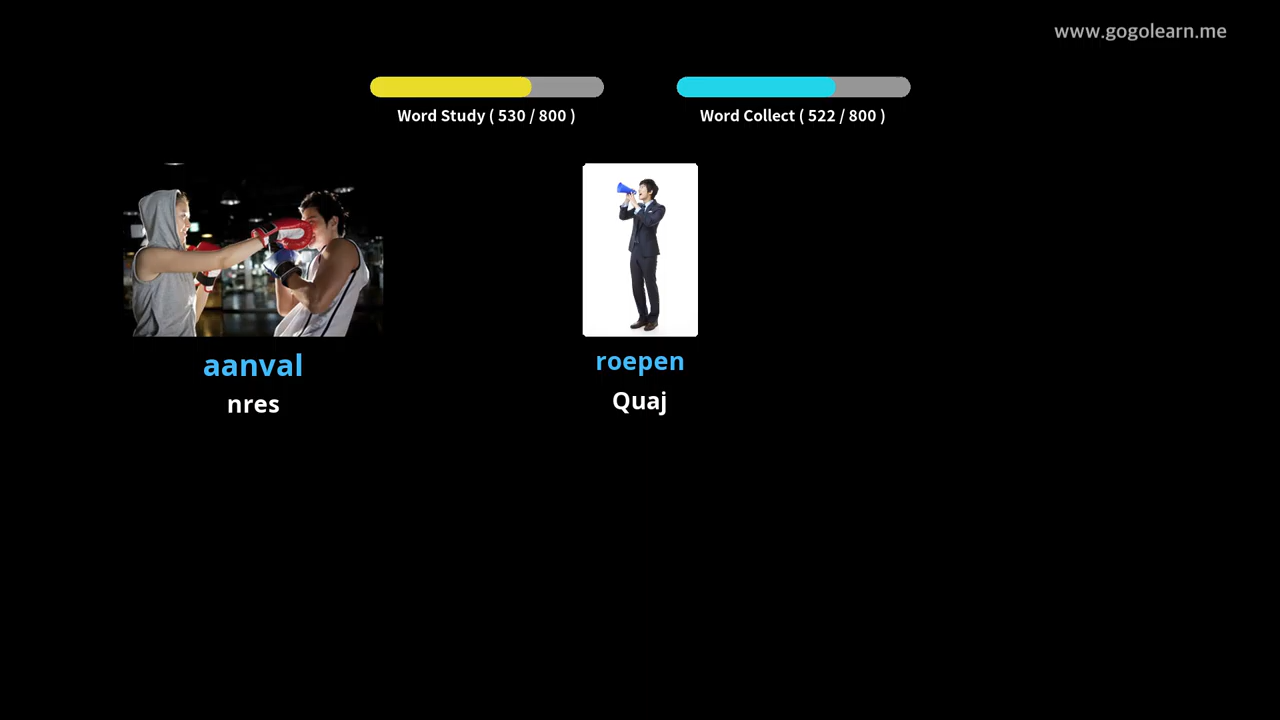 www.gogolearn.me
Word Study ( 530 / 800 )
Word Collect ( 522 / 800 )
aanval
nres
roepen
Quaj